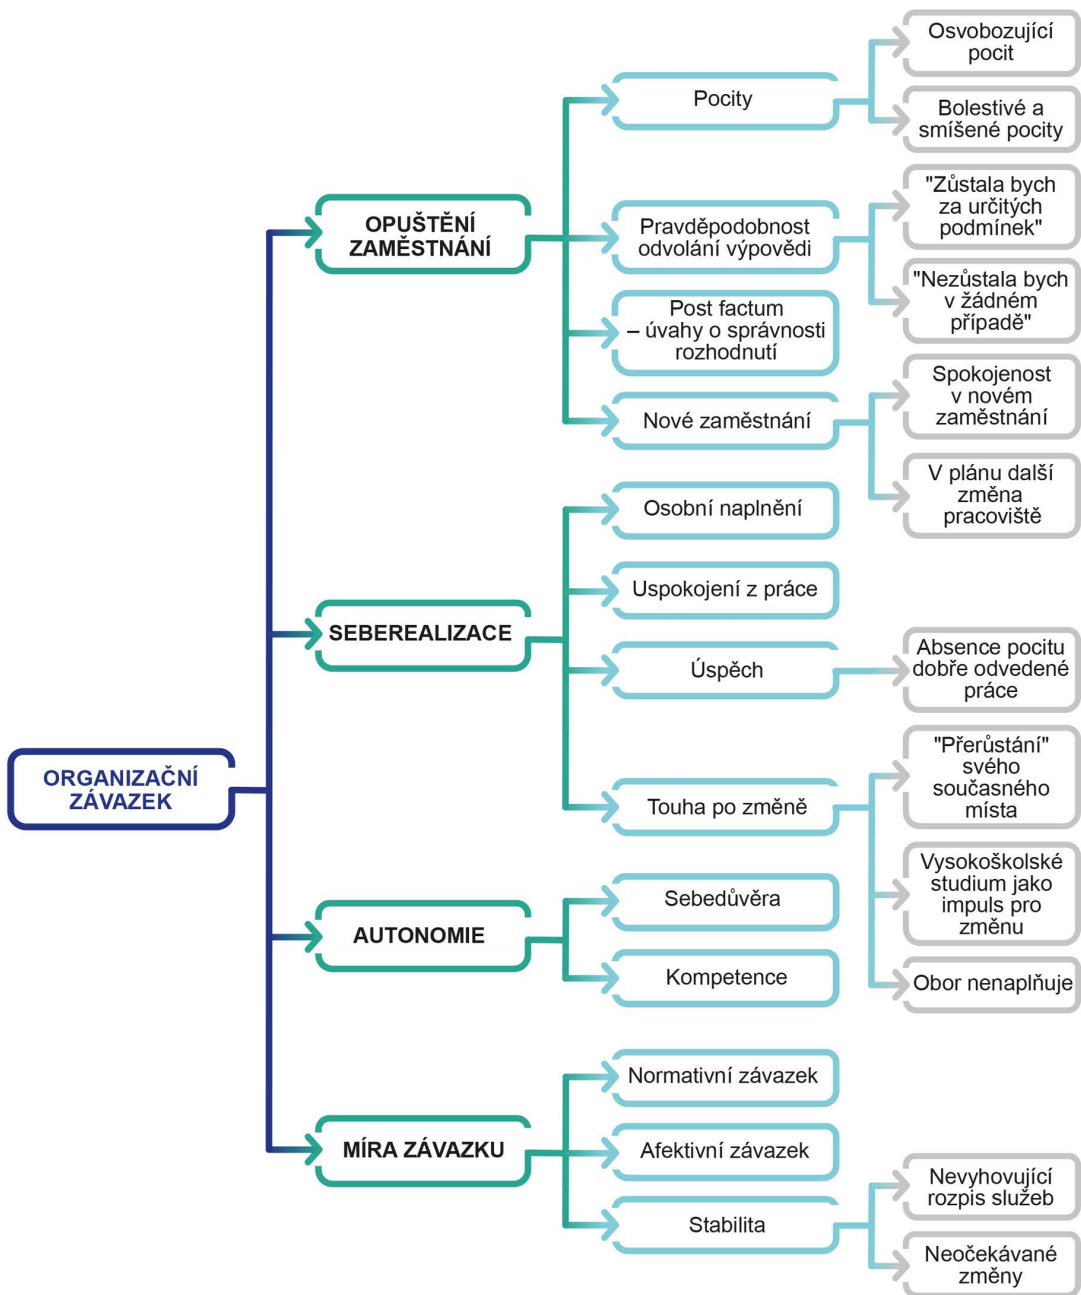 ORGANIZAČNÍ
ZÁVAZEK
OPUŠTĚNÍ
ZAMĚSTNÁNÍ
Pocity
Osvobozující
pocit
Bolestivé a
smíšené pocity
Pravděpodobnost
odvolání výpovědi
"Zůstala bych
za určitých
podmínek"
"Nezůstala bych
v žádném
případě"
Post factum
– úvahy o správnosti
rozhodnutí
Nové zaměstnání
Spokojenost
v novém
zaměstnání
V plánu další
změna
pracoviště
SEBEREALIZACE
Osobní naplnění
Uspokojení z práce
Úspěch
Absence pocitu
dobře odvedené
práce
Touha po změně
"Přerůstání"
svého
současného
místa
Vysokoškolské
studium jako
impuls pro
změnu
Obor nenaplňuje
AUTONOMIE
Sebedůvěra
Kompetence
MÍRA ZÁVAZKU
Normativní závazek
Afektivní závazek
Stabilita
Nevyhovující
rozpis služeb
Neočekávané
změny